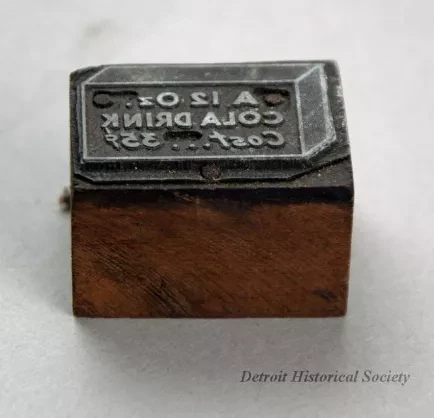 A 12 Oz.
COLA DRINK
Cost... 35¢
Detroit Historical Society